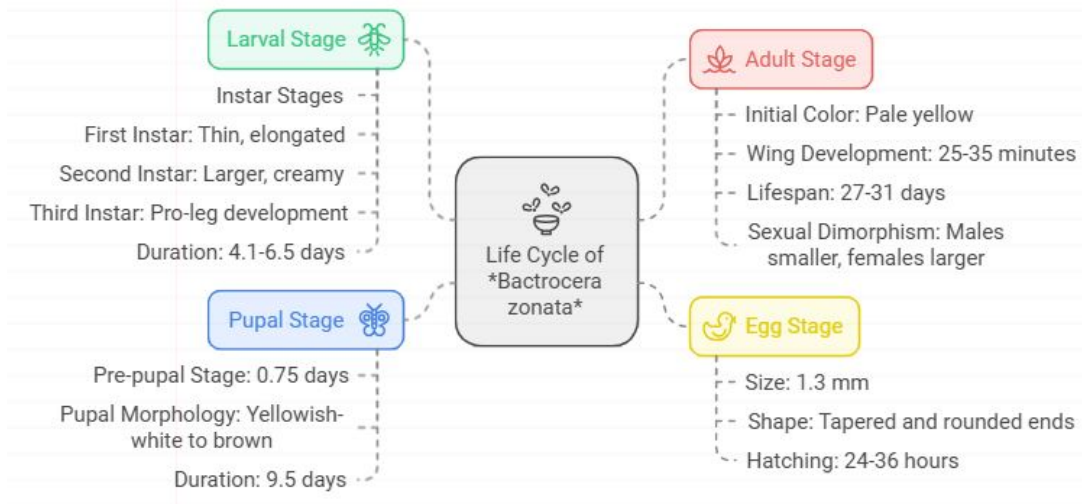 Larval Stage
Instar Stages
First Instar: Thin, elongated
Second Instar: Larger, creamy
Third Instar: Pro-leg development
Duration: 4.1-6.5 days
Pupal Stage
Pre-pupal Stage: 0.75 days
Pupal Morphology: Yellowish-
white to brown
Duration: 9.5 days
Life Cycle of
*Bactrocera
zonata*
Adult Stage
Initial Color: Pale yellow
Wing Development: 25-35 minutes
Lifespan: 27-31 days
Sexual Dimorphism: Males
smaller, females larger
Egg Stage
Size: 1.3 mm
Shape: Tapered and rounded ends
Hatching: 24-36 hours